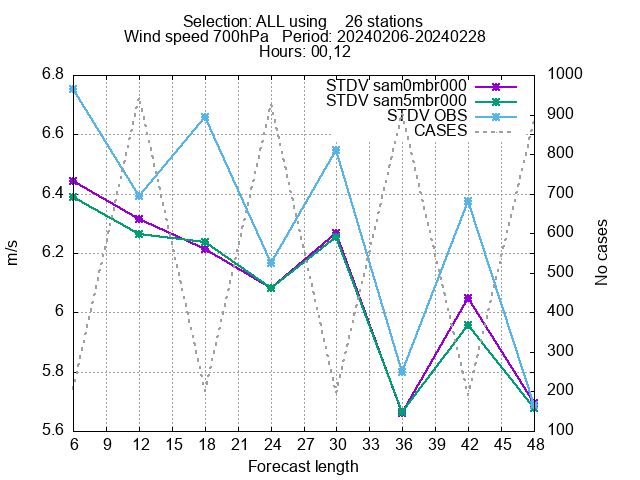 Selection: ALL using    26 stations
Wind speed 700hPa   Period: 20240206-20240228
Hours: 00,12
STDV sam0mbr000
STDV sam5mbr000
STDV OBS
CASES
6.8
6.6
6.4
6.2
6
5.8
5.6
m/s
1000
900
800
700
600
500
400
300
200
100
No cases
6 9 12 15 18 21 24 27 30 33 36 39 42 45 48
Forecast length